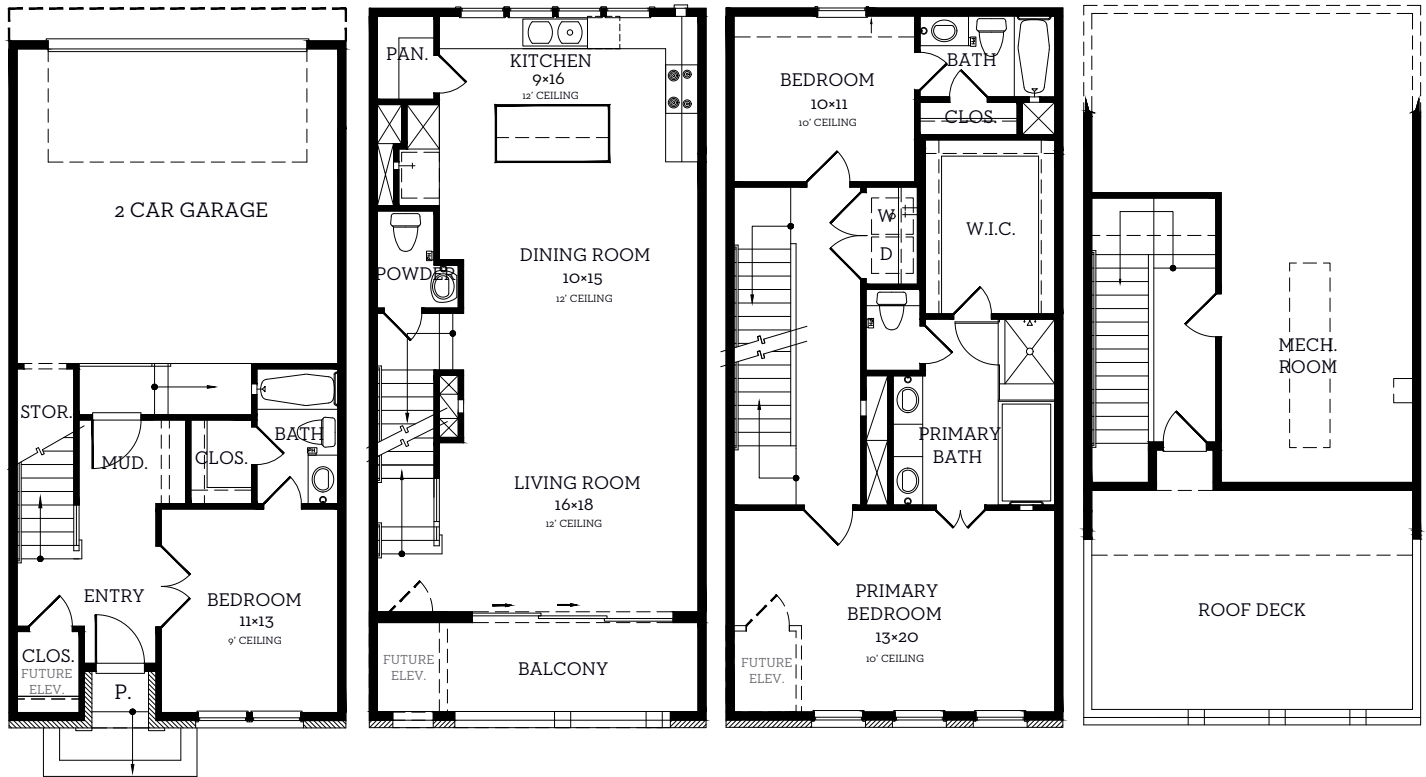 2 CAR GARAGE
STOR.
MUD.
CLOS.
BATH
ENTRY
BEDROOM
11×13
9' CEILING
CLOS.
FUTURE
ELEV.
P.
PAN.
KITCHEN
9×16
12' CEILING
POWDER
DINING ROOM
10×15
12' CEILING
LIVING ROOM
16×18
12' CEILING
FUTURE
ELEV.
BALCONY
BEDROOM
10×11
10' CEILING
BATH
CLOS.
W
D
W.I.C.
PRIMARY
BATH
PRIMARY
BEDROOM
13×20
10' CEILING
FUTURE
ELEV.
MECH.
ROOM
ROOF DECK